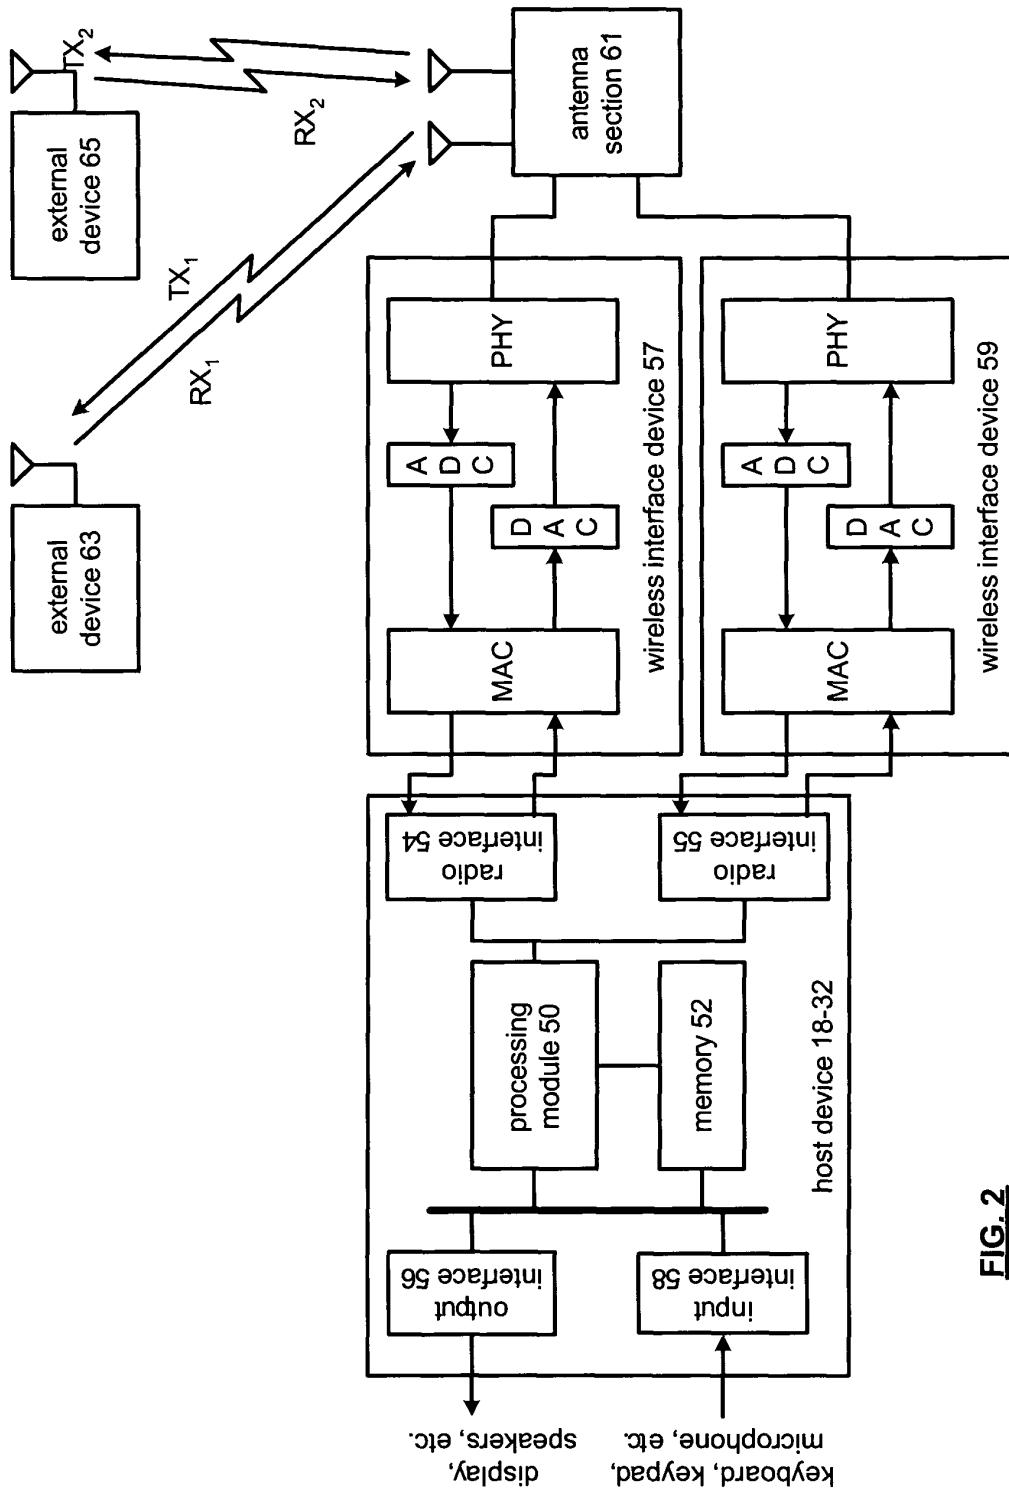 external
device 63
external
device 65
TX2
RX2
TX1
RX1
antenna
section 61
radio
interface 54
MAC
A
D
C
D
A
C
PHY
wireless interface device 57
radio
interface 55
MAC
A
D
C
D
A
C
PHY
wireless interface device 59
output
interface 56
processing
module 50
memory 52
input
interface 58
host device 18-32
display,
speakers, etc.
keyboard, keypad,
microphone, etc.
FIG. 2